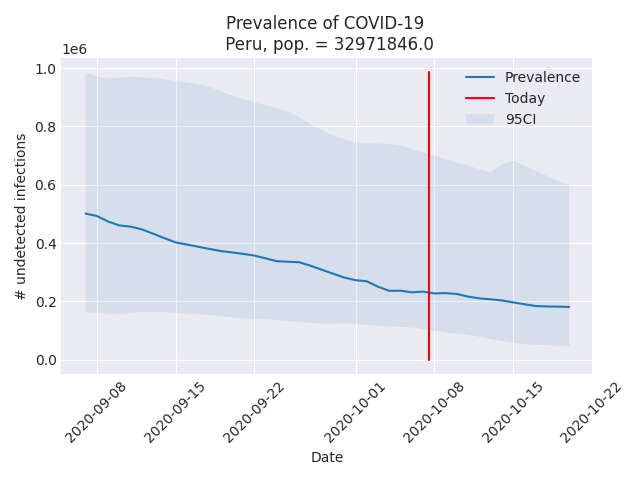 Prevalence of COVID-19
Peru, pop. = 32971846.0
1e6
1.0
0.8
0.6
0.4
0.2
0.0
# undetected infections
Prevalence
Today
95CI
2020-09-08
2020-09-15
2020-09-22
2020-10-01
2020-10-08
2020-10-15
2020-10-22
Date